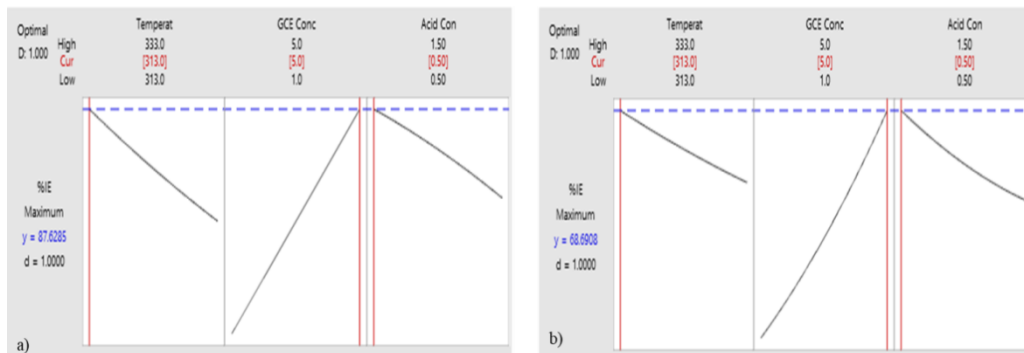 Optimal
D: 1.000
High
Cur
Low
Temperat
333.0
[313.0]
313.0
GCE Conc
5.0
[5.0]
1.0
Acid Con
1.50
[0.50]
0.50
%IE
Maximum
y = 87.6285
d = 1.0000
a)
Optimal
D: 1.000
High
Cur
Low
Temperat
333.0
[313.0]
313.0
GCE Conc
5.0
[5.0]
1.0
Acid Con
1.50
[0.50]
0.50
%IE
Maximum
y = 68.6908
d = 1.0000
b)